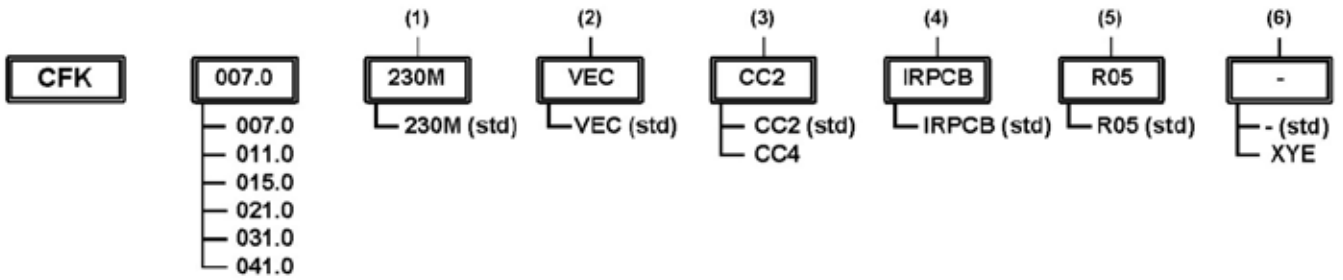 (1) (2) (3) (4) (5) (6)
CFK 007.0 230M VEC CC2 IRPCB R05 -
007.0 230M (std) VEC (std) CC2 (std) IRPCB (std) R05 (std) - (std)
011.0 CC4 XYE
015.0
021.0
031.0
041.0